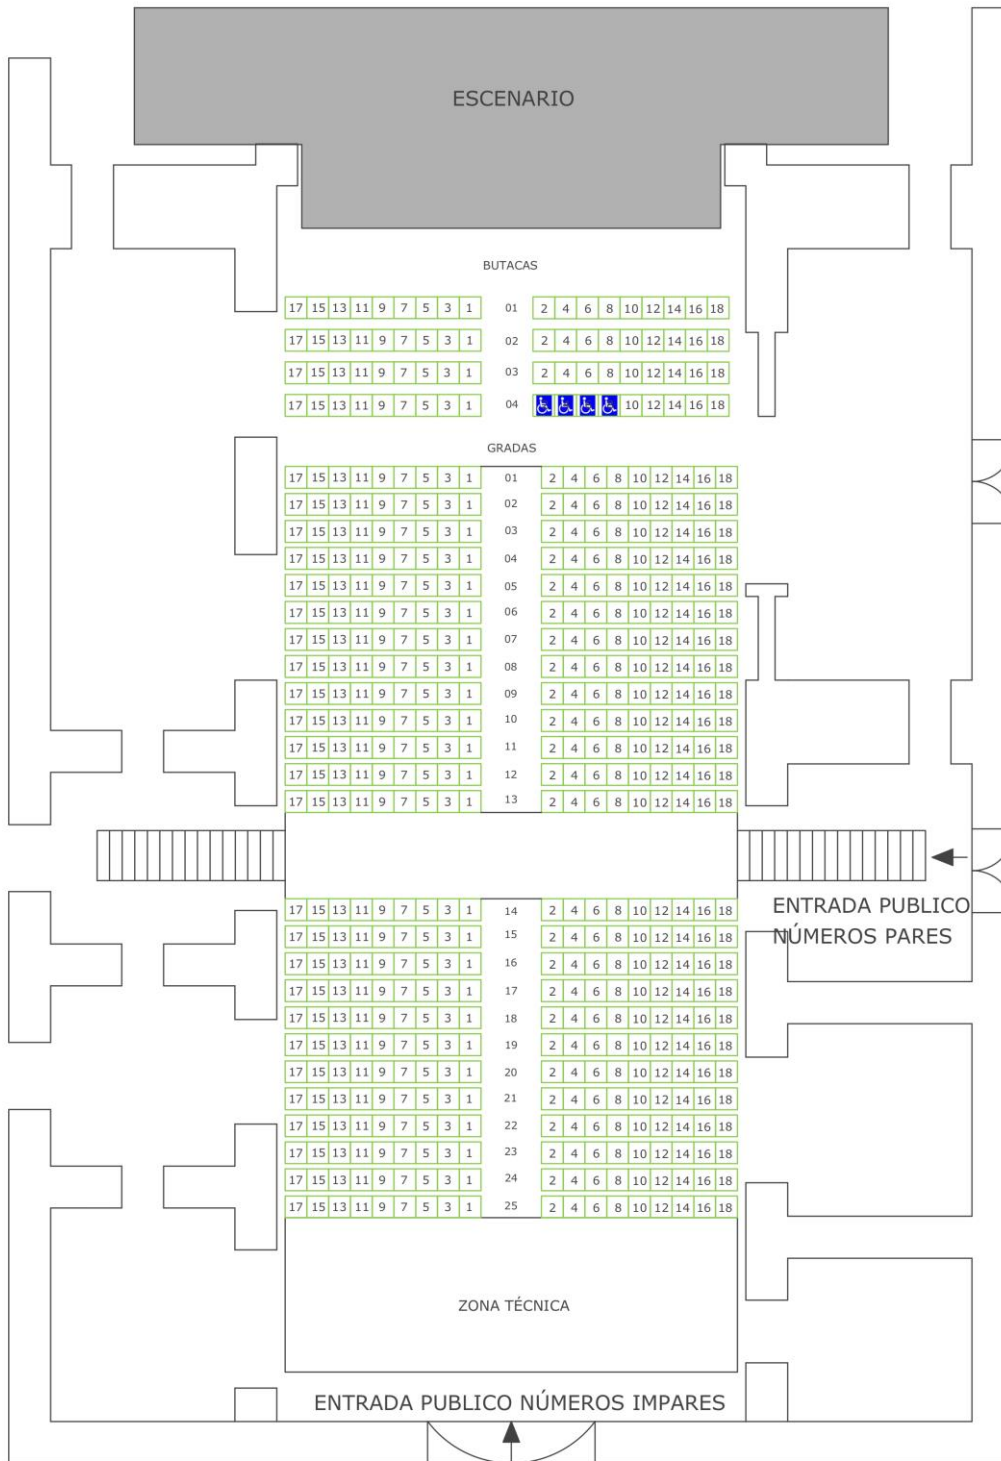 ESCENARIO
BUTACAS
17 15 13 11 9 7 5 3 1 01 2 4 6 8 10 12 14 16 18
17 15 13 11 9 7 5 3 1 02 2 4 6 8 10 12 14 16 18
17 15 13 11 9 7 5 3 1 03 2 4 6 8 10 12 14 16 18
17 15 13 11 9 7 5 3 1 04 10 12 14 16 18
GRADAS
17 15 13 11 9 7 5 3 1 01 2 4 6 8 10 12 14 16 18
17 15 13 11 9 7 5 3 1 02 2 4 6 8 10 12 14 16 18
17 15 13 11 9 7 5 3 1 03 2 4 6 8 10 12 14 16 18
17 15 13 11 9 7 5 3 1 04 2 4 6 8 10 12 14 16 18
17 15 13 11 9 7 5 3 1 05 2 4 6 8 10 12 14 16 18
17 15 13 11 9 7 5 3 1 06 2 4 6 8 10 12 14 16 18
17 15 13 11 9 7 5 3 1 07 2 4 6 8 10 12 14 16 18
17 15 13 11 9 7 5 3 1 08 2 4 6 8 10 12 14 16 18
17 15 13 11 9 7 5 3 1 09 2 4 6 8 10 12 14 16 18
17 15 13 11 9 7 5 3 1 10 2 4 6 8 10 12 14 16 18
17 15 13 11 9 7 5 3 1 11 2 4 6 8 10 12 14 16 18
17 15 13 11 9 7 5 3 1 12 2 4 6 8 10 12 14 16 18
17 15 13 11 9 7 5 3 1 13 2 4 6 8 10 12 14 16 18
17 15 13 11 9 7 5 3 1 14 2 4 6 8 10 12 14 16 18
ENTRADA PUBLICO
NÚMEROS PARES
17 15 13 11 9 7 5 3 1 15 2 4 6 8 10 12 14 16 18
17 15 13 11 9 7 5 3 1 16 2 4 6 8 10 12 14 16 18
17 15 13 11 9 7 5 3 1 17 2 4 6 8 10 12 14 16 18
17 15 13 11 9 7 5 3 1 18 2 4 6 8 10 12 14 16 18
17 15 13 11 9 7 5 3 1 19 2 4 6 8 10 12 14 16 18
17 15 13 11 9 7 5 3 1 20 2 4 6 8 10 12 14 16 18
17 15 13 11 9 7 5 3 1 21 2 4 6 8 10 12 14 16 18
17 15 13 11 9 7 5 3 1 22 2 4 6 8 10 12 14 16 18
17 15 13 11 9 7 5 3 1 23 2 4 6 8 10 12 14 16 18
17 15 13 11 9 7 5 3 1 24 2 4 6 8 10 12 14 16 18
17 15 13 11 9 7 5 3 1 25 2 4 6 8 10 12 14 16 18
ZONA TÉCNICA
ENTRADA PUBLICO NÚMEROS IMPARES